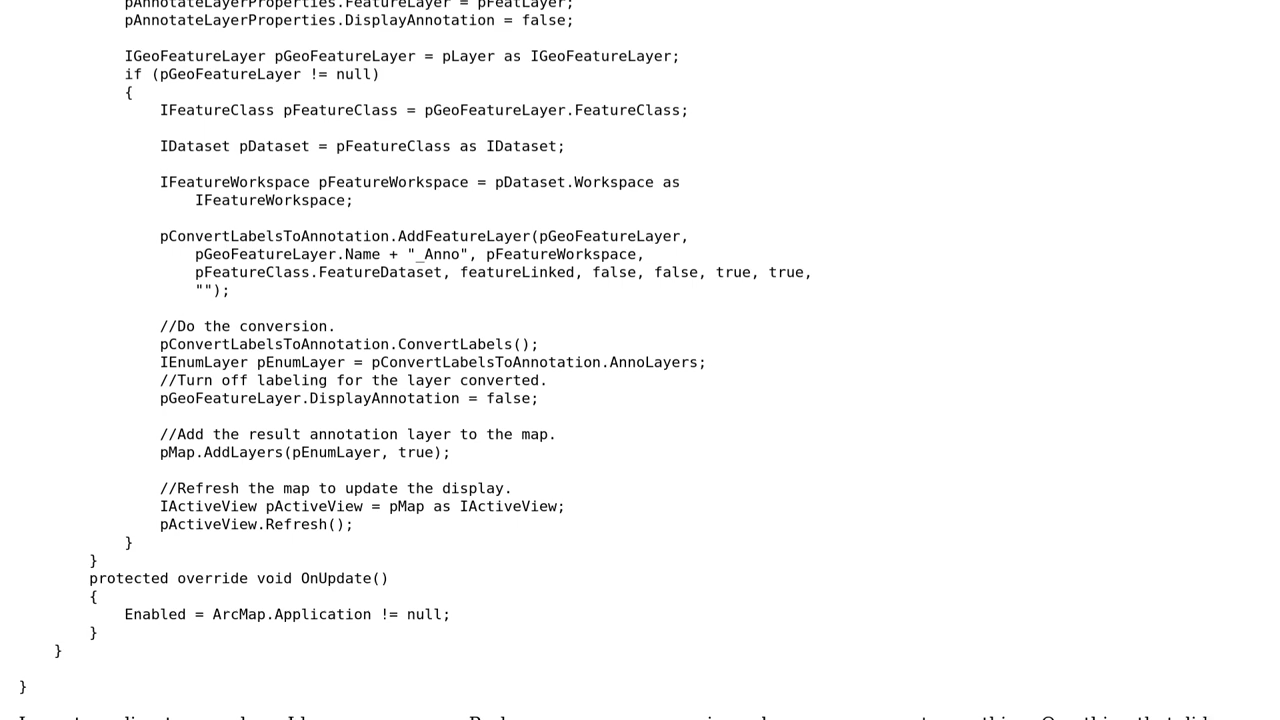 pAnnotateLayerProperties.FeatureLayer = pFeatLayer;
pAnnotateLayerProperties.DisplayAnnotation = false;
IGeoFeatureLayer pGeoFeatureLayer = pLayer as IGeoFeatureLayer;
if (pGeoFeatureLayer != null)
{
IFeatureClass pFeatureClass = pGeoFeatureLayer.FeatureClass;
IDataset pDataset = pFeatureClass as IDataset;
IFeatureWorkspace pFeatureWorkspace = pDataset.Workspace as
IFeatureWorkspace;
pConvertLabelsToAnnotation.AddFeatureLayer(pGeoFeatureLayer,
pGeoFeatureLayer.Name + "_Anno", pFeatureWorkspace,
pFeatureClass.FeatureDataset, featureLinked, false, false, true, true,
"");
//Do the conversion.
pConvertLabelsToAnnotation.ConvertLabels();
IEnumLayer pEnumLayer = pConvertLabelsToAnnotation.AnnoLayers;
//Turn off labeling for the layer converted.
pGeoFeatureLayer.DisplayAnnotation = false;
//Add the result annotation layer to the map.
pMap.AddLayers(pEnumLayer, true);
//Refresh the map to update the display.
IActiveView pActiveView = pMap as IActiveView;
pActiveView.Refresh();
}
}
protected override void OnUpdate()
{
Enabled = ArcMap.Application != null;
}
}
}